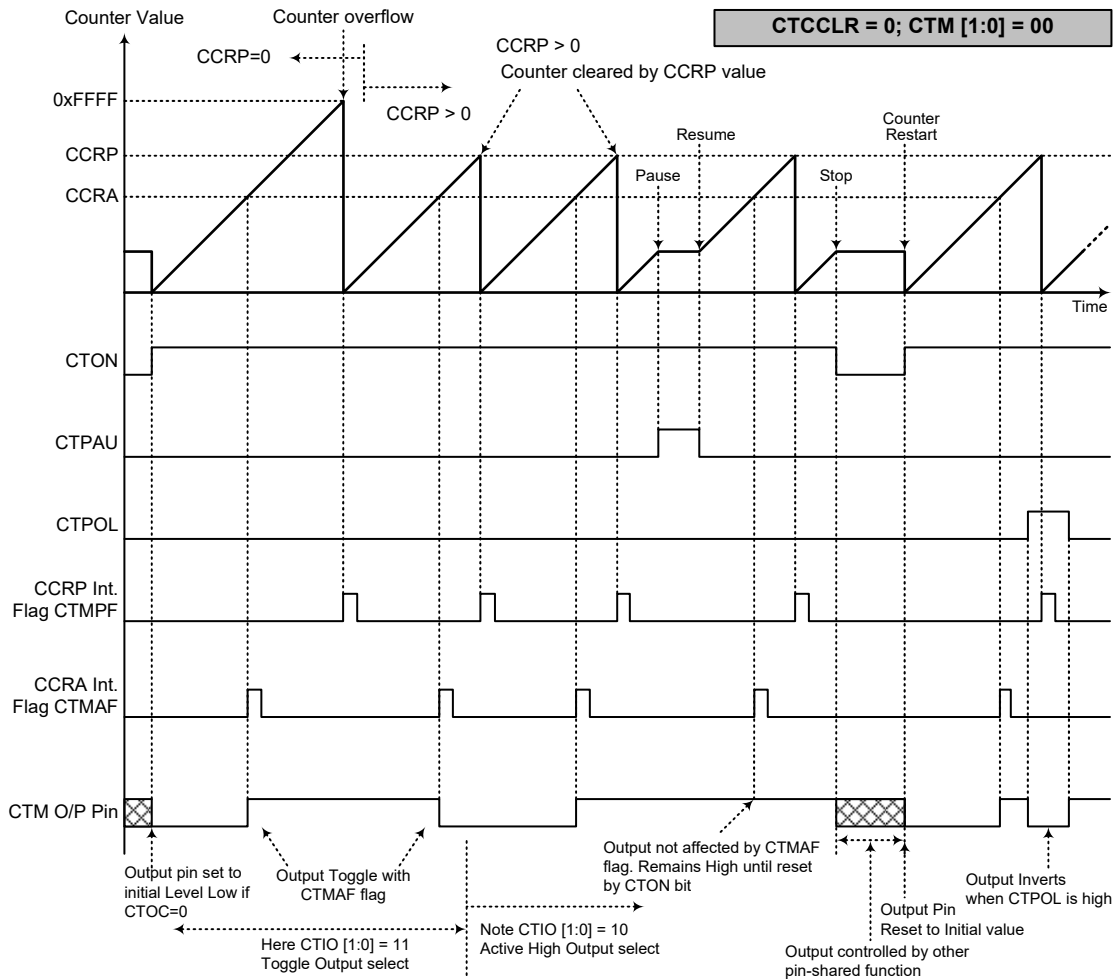 Counter Value
Counter overflow
CTCCLR = 0; CTM [1:0] = 00
CCRP=0
CCRP > 0
CCRP > 0
Counter cleared by CCRP value
0xFFFF
CCRP
CCRA
Pause
Resume
Stop
Counter
Restart
Time
CTON
CTPAU
CTPOL
CCRP Int.
Flag CTMPF
CCRA Int.
Flag CTMAF
CTM O/P Pin
Output pin set to
initial Level Low if
CTOC=0
Output Toggle with
CTMAF flag
Output not affected by CTMAF
flag. Remains High until reset
by CTON bit
Output Inverts
when CTPOL is high
Output Pin
Reset to Initial value
Here CTIO [1:0] = 11
Toggle Output select
Note CTIO [1:0] = 10
Active High Output select
Output controlled by other
pin-shared function